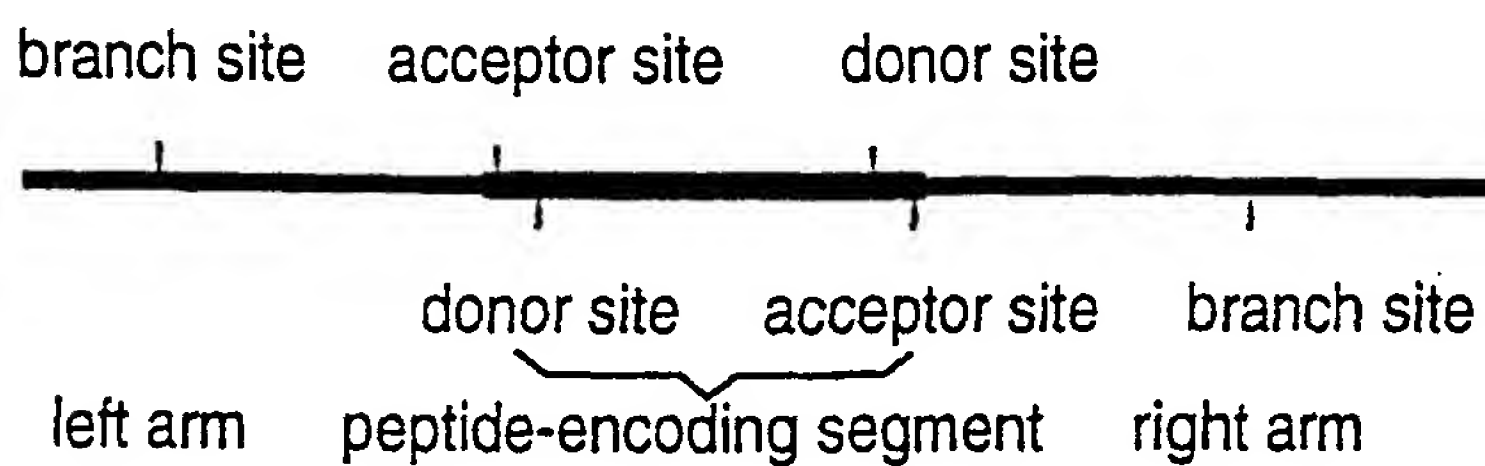 branch site acceptor site donor site
donor site acceptor site branch site
left arm peptide-encoding segment right arm